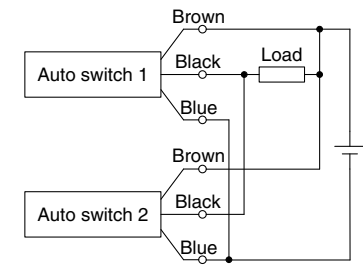 Brown
Auto switch 1
Black
Load
Blue
Brown
Auto switch 2
Black
Blue